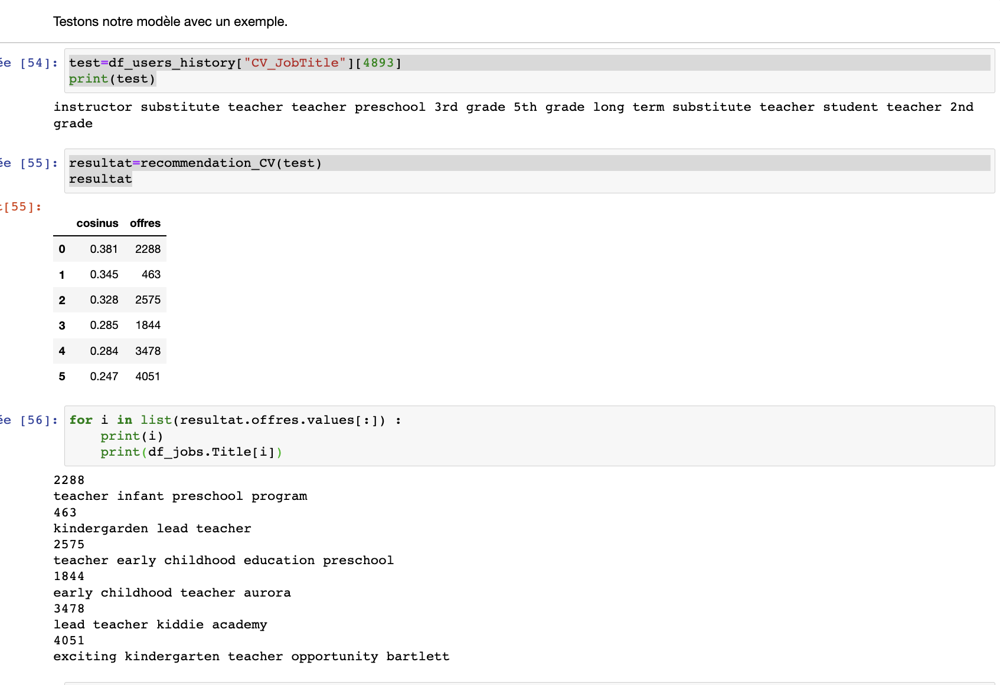 Testons notre modèle avec un exemple.
ée [54]: test=df_users_history["CV_JobTitle"][4893]
print(test)
instructor substitute teacher teacher preschool 3rd grade 5th grade long term substitute teacher student teacher 2nd
grade
ée [55]: resultat=recommendation_CV(test)
resultat
t[55]:
cosinus offres
0 0.381 2288
1 0.345 463
2 0.328 2575
3 0.285 1844
4 0.284 3478
5 0.247 4051
ée [56]: for i in list(resultat.offres.values[:]) :
print(i)
print(df_jobs.Title[i])
2288
teacher infant preschool program
463
kindergarden lead teacher
2575
teacher early childhood education preschool
1844
early childhood teacher aurora
3478
lead teacher kiddie academy
4051
exciting kindergarten teacher opportunity bartlett